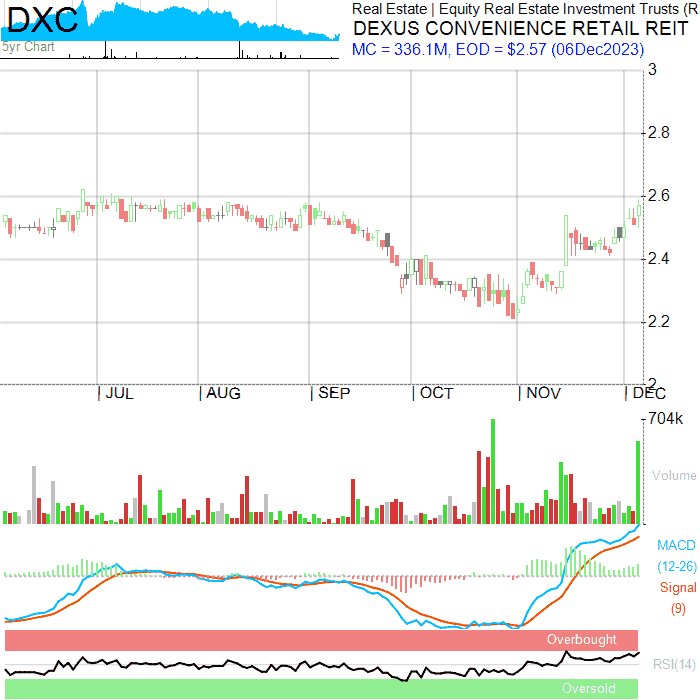 DXC
5yr Chart
Real Estate | Equity Real Estate Investment Trusts (R
DEXUS CONVENIENCE RETAIL REIT
MC = 336.1M, EOD = $2.57 (06Dec2023)
3
2.8
2.6
2.4
2.2
2
| JUL | AUG | SEP | OCT | NOV | DEC
704k
Volume
MACD
(12-26)
Signal
(9)
Overbought
RSI(14)
Oversold